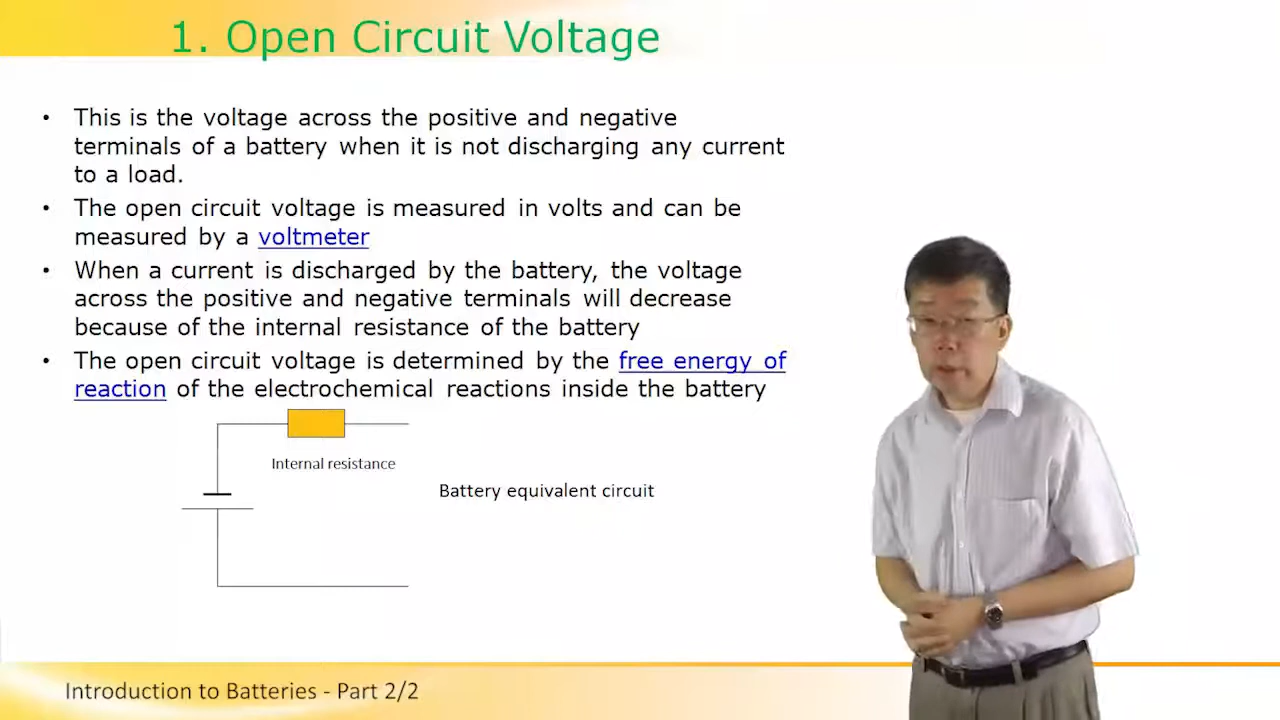 1. Open Circuit Voltage
• This is the voltage across the positive and negative
terminals of a battery when it is not discharging any current
to a load.
• The open circuit voltage is measured in volts and can be
measured by a voltmeter
• When a current is discharged by the battery, the voltage
across the positive and negative terminals will decrease
because of the internal resistance of the battery
• The open circuit voltage is determined by the free energy of
reaction of the electrochemical reactions inside the battery
Internal resistance
Battery equivalent circuit
Introduction to Batteries - Part 2/2